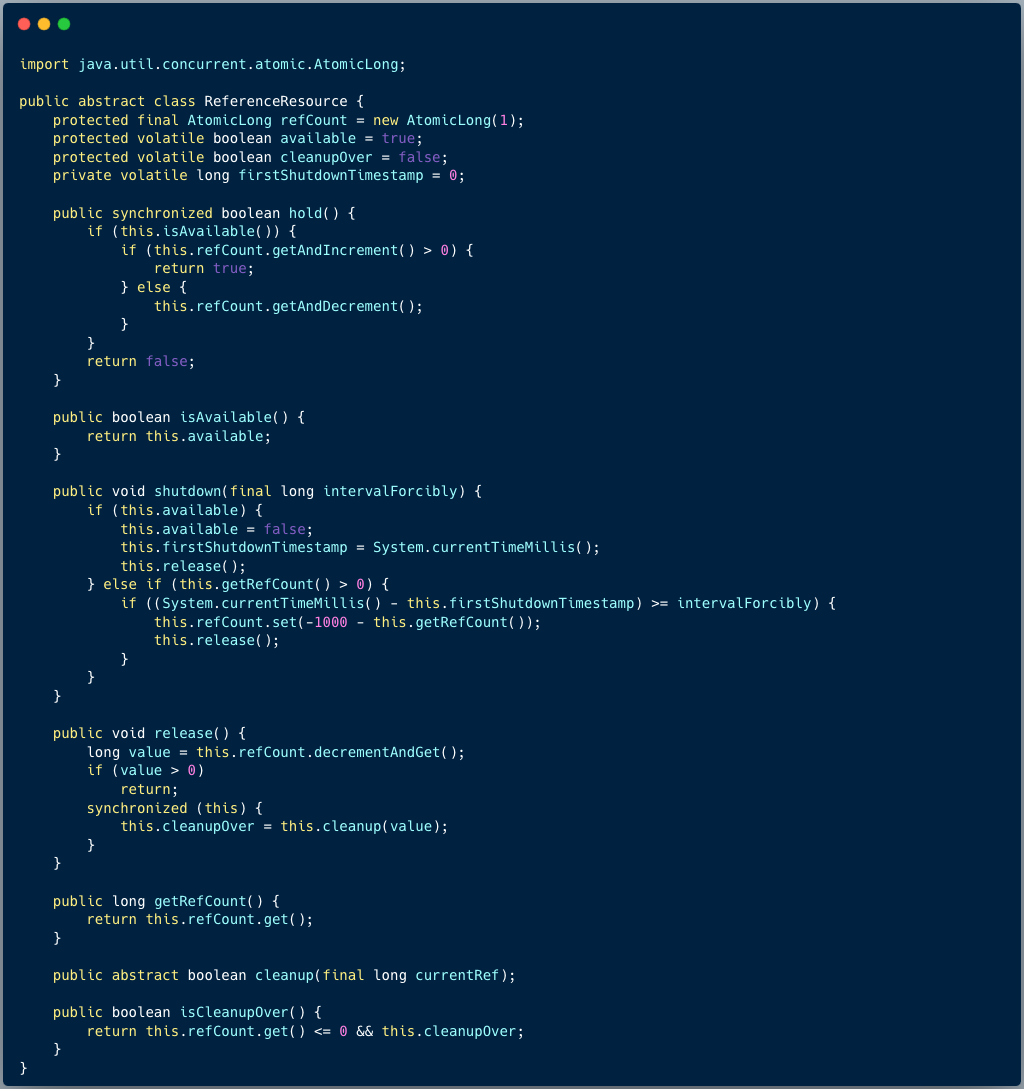 import java.util.concurrent.atomic.AtomicLong;

public abstract class ReferenceResource {
    protected final AtomicLong refCount = new AtomicLong(1);
    protected volatile boolean available = true;
    protected volatile boolean cleanupOver = false;
    private volatile long firstShutdownTimestamp = 0;

    public synchronized boolean hold() {
        if (this.isAvailable()) {
            if (this.refCount.getAndIncrement() > 0) {
                return true;
            } else {
                this.refCount.getAndDecrement();
            }
        }
        return false;
    }

    public boolean isAvailable() {
        return this.available;
    }

    public void shutdown(final long intervalForcibly) {
        if (this.available) {
            this.available = false;
            this.firstShutdownTimestamp = System.currentTimeMillis();
            this.release();
        } else if (this.getRefCount() > 0) {
            if ((System.currentTimeMillis() - this.firstShutdownTimestamp) >= intervalForcibly) {
                this.refCount.set(-1000 - this.getRefCount());
                this.release();
            }
        }
    }

    public void release() {
        long value = this.refCount.decrementAndGet();
        if (value > 0)
            return;
        synchronized (this) {
            this.cleanupOver = this.cleanup(value);
        }
    }

    public long getRefCount() {
        return this.refCount.get();
    }

    public abstract boolean cleanup(final long currentRef);

    public boolean isCleanupOver() {
        return this.refCount.get() <= 0 && this.cleanupOver;
    }
}